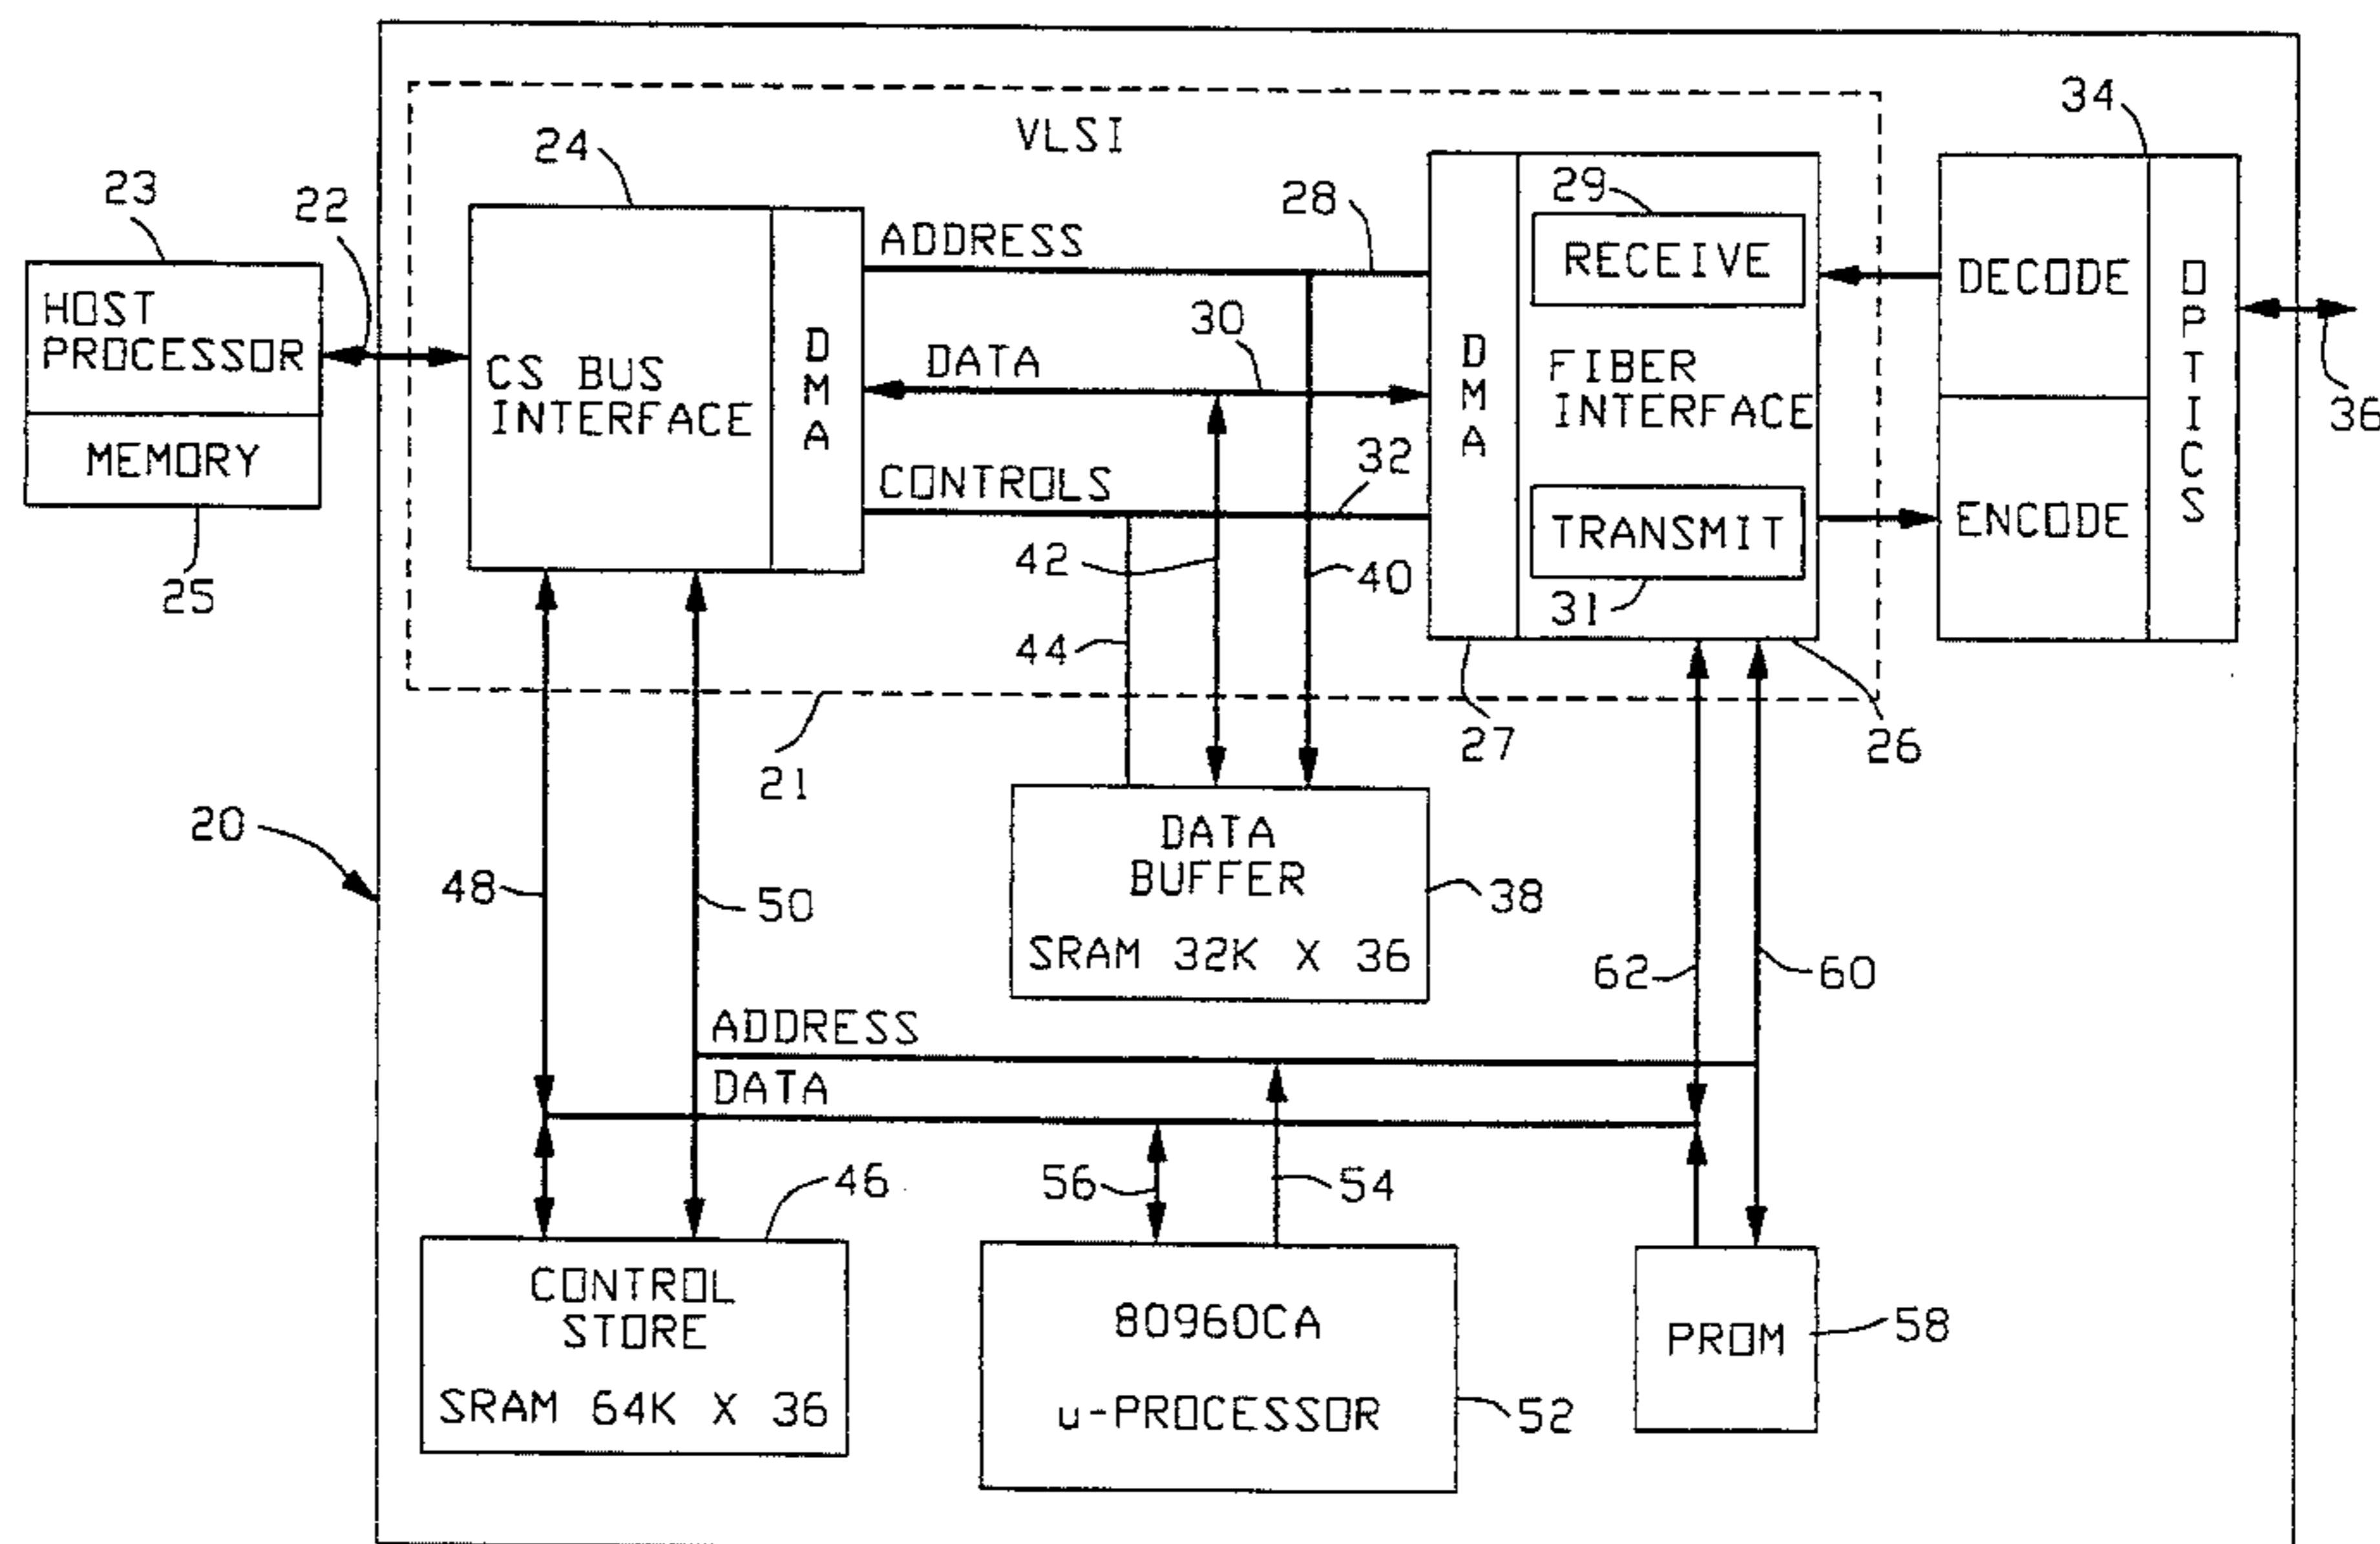 VLSI
34
24
23
22
28
29
ADDRESS
RECEIVE
DECODE
HOST
PROCESSOR
30
DATA
CS BUS
INTERFACE
DMA
DMA
FIBER
INTERFACE
OPTICS
36
MEMORY
CONTROLS
32
TRANSMIT
ENCODE
25
42
40
31
44
27
26
21
20
DATA
BUFFER
SRAM 32K X 36
38
48
50
62
60
ADDRESS
DATA
46
56
54
CONTROL
STORE
SRAM 64K X 36
80960CA
u-PROCESSOR
52
PROM
58